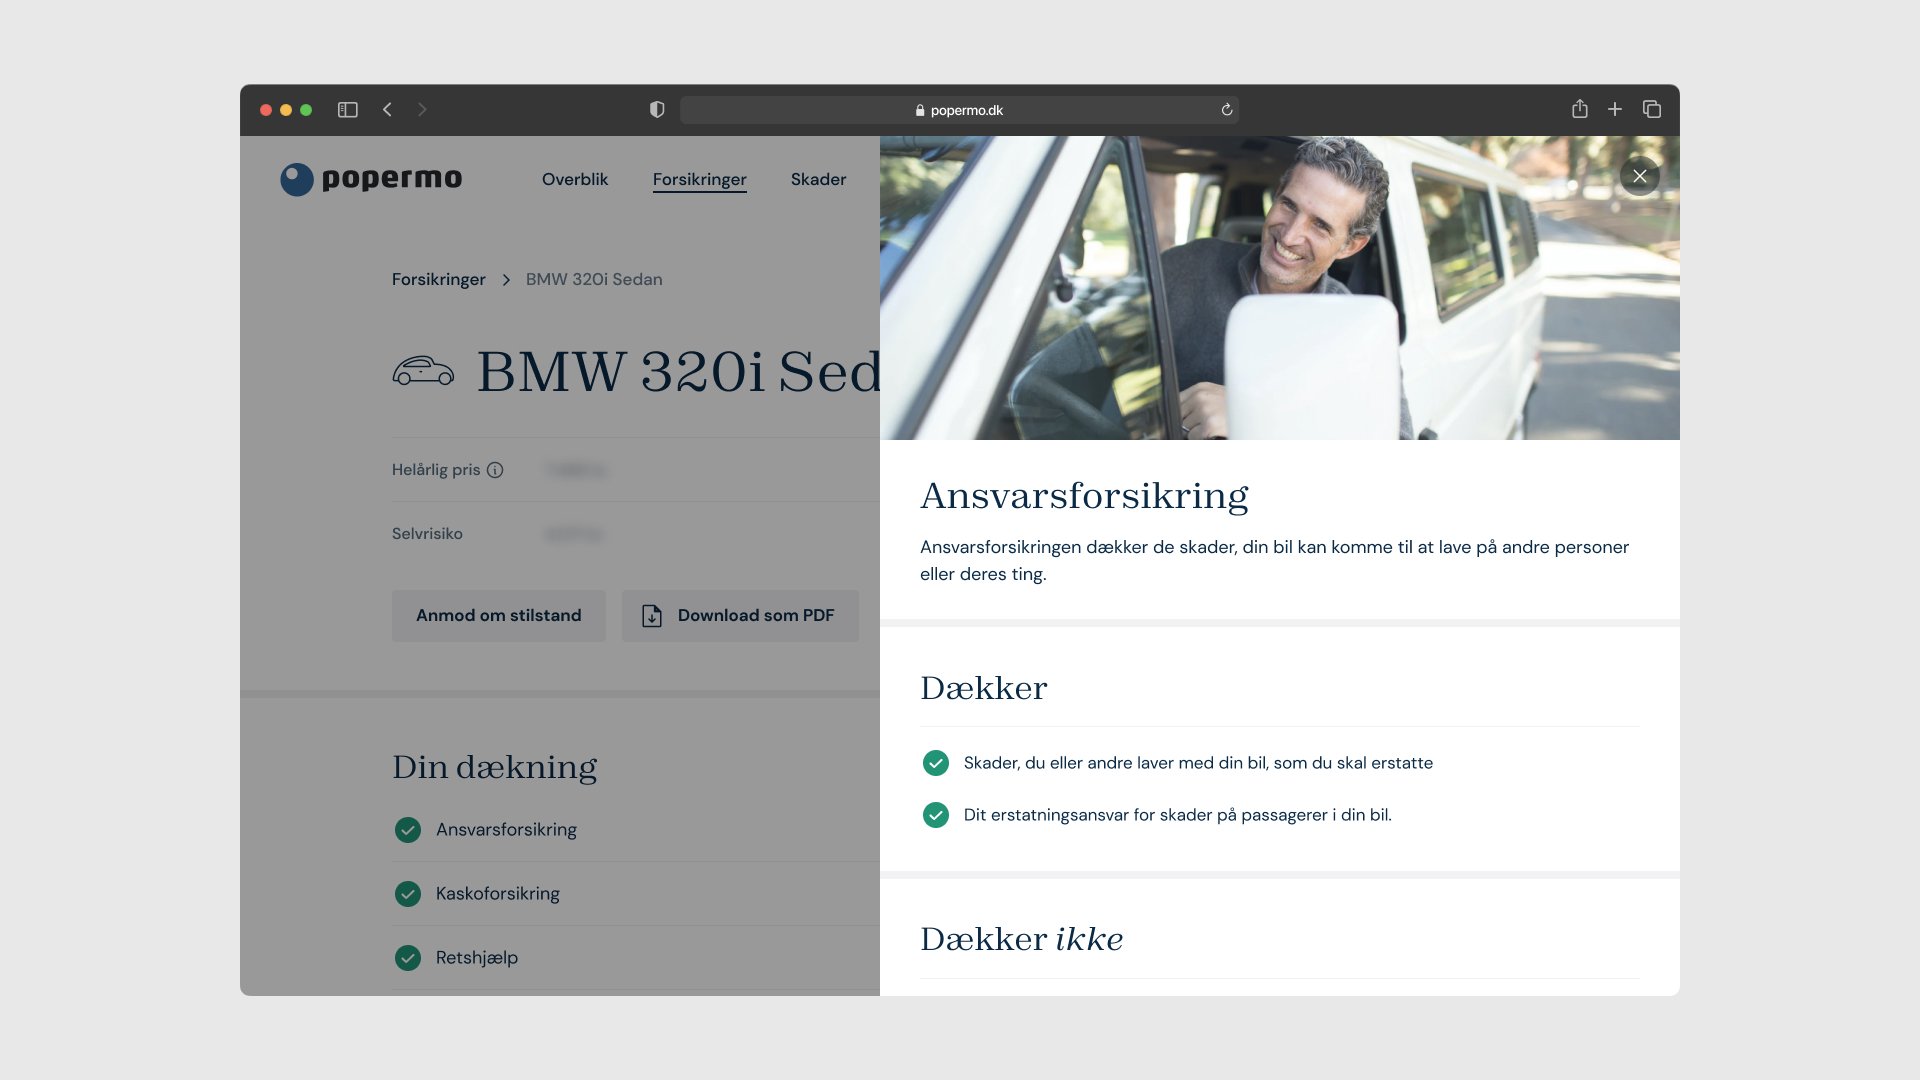 popermo.dk
popermo
Overblik
Forsikringer
Skader
Forsikringer
BMW 320i Sedan
BMW 320i Sed
Helårlig pris
Selvrisiko
Anmod om stilstand
Download som PDF
Din dækning
Ansvarsforsikring
Kaskoforsikring
Retshjælp
Ansvarsforsikring
Ansvarsforsikringen dækker de skader, din bil kan komme til at lave på andre personer
eller deres ting.
Dækker
Skader, du eller andre laver med din bil, som du skal erstatte
Dit erstatningsansvar for skader på passagerer i din bil.
Dækker ikke